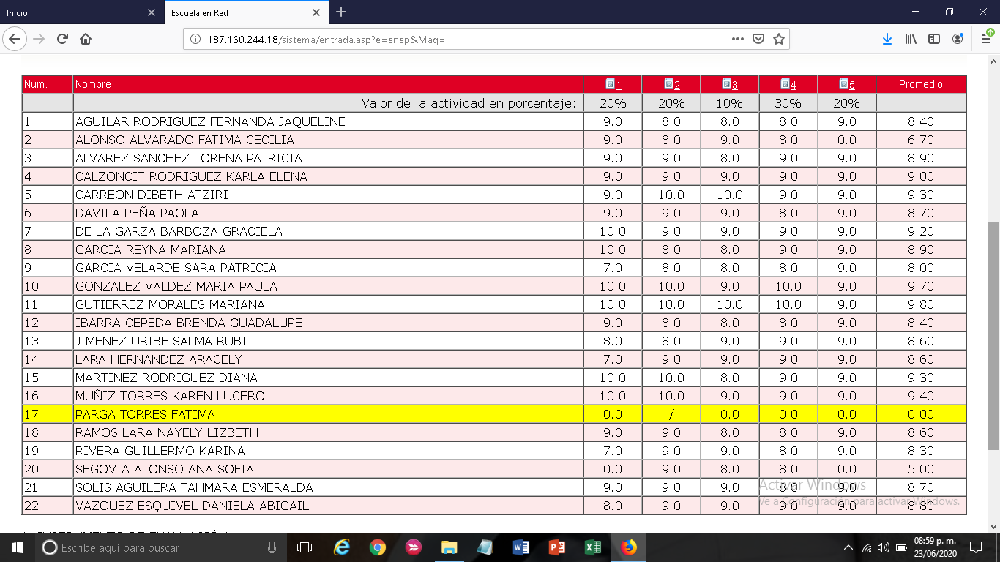 Inicio
Escuela en Red
187.160.244.18/sistema/entrada.asp?e=enep&Maq=
Núm. Nombre 1 2 3 4 5 Promedio
Valor de la actividad en porcentaje: 20% 20% 10% 30% 20%
1 AGUILAR RODRIGUEZ FERNANDA JAQUELINE 9.0 8.0 8.0 8.0 9.0 8.40
2 ALONSO ALVARADO FATIMA CECILIA 9.0 8.0 9.0 8.0 0.0 6.70
3 ALVAREZ SANCHEZ LORENA PATRICIA 9.0 9.0 8.0 9.0 9.0 8.90
4 CALZONCIT RODRIGUEZ KARLA ELENA 9.0 9.0 9.0 9.0 9.0 9.00
5 CARREON DIBETH ATZIRI 9.0 10.0 10.0 9.0 9.0 9.30
6 DAVILA PEÑA PAOLA 9.0 9.0 9.0 8.0 9.0 8.70
7 DE LA GARZA BARBOZA GRACIELA 10.0 9.0 9.0 9.0 9.0 9.20
8 GARCIA REYNA MARIANA 10.0 8.0 8.0 9.0 9.0 8.90
9 GARCIA VELARDE SARA PATRICIA 7.0 8.0 8.0 8.0 9.0 8.00
10 GONZALEZ VALDEZ MARIA PAULA 10.0 10.0 9.0 10.0 9.0 9.70
11 GUTIERREZ MORALES MARIANA 10.0 10.0 10.0 10.0 9.0 9.80
12 IBARRA CEPEDA BRENDA GUADALUPE 9.0 8.0 8.0 8.0 9.0 8.40
13 JIMENEZ URIBE SALMA RUBI 8.0 8.0 9.0 9.0 9.0 8.60
14 LARA HERNANDEZ ARACELY 7.0 9.0 9.0 9.0 9.0 8.60
15 MARTINEZ RODRIGUEZ DIANA 10.0 10.0 8.0 9.0 9.0 9.30
16 MUÑIZ TORRES KAREN LUCERO 10.0 10.0 9.0 9.0 9.0 9.40
17 PARGA TORRES FATIMA 0.0 / 0.0 0.0 0.0 0.00
18 RAMOS LARA NAYELY LIZBETH 9.0 9.0 8.0 8.0 9.0 8.60
19 RIVERA GUILLERMO KARINA 7.0 9.0 9.0 8.0 9.0 8.30
20 SEGOVIA ALONSO ANA SOFIA 0.0 9.0 8.0 8.0 0.0 5.00
21 SOLIS AGUILERA TAHMARA ESMERALDA 9.0 9.0 9.0 8.0 9.0 8.70
22 VAZQUEZ ESQUIVEL DANIELA ABIGAIL 8.0 9.0 9.0 9.0 9.0 8.80
Activar Windows
Ve a Configuración para activar Windows.
Escribe aquí para buscar
08:59 p. m.
23/06/2020